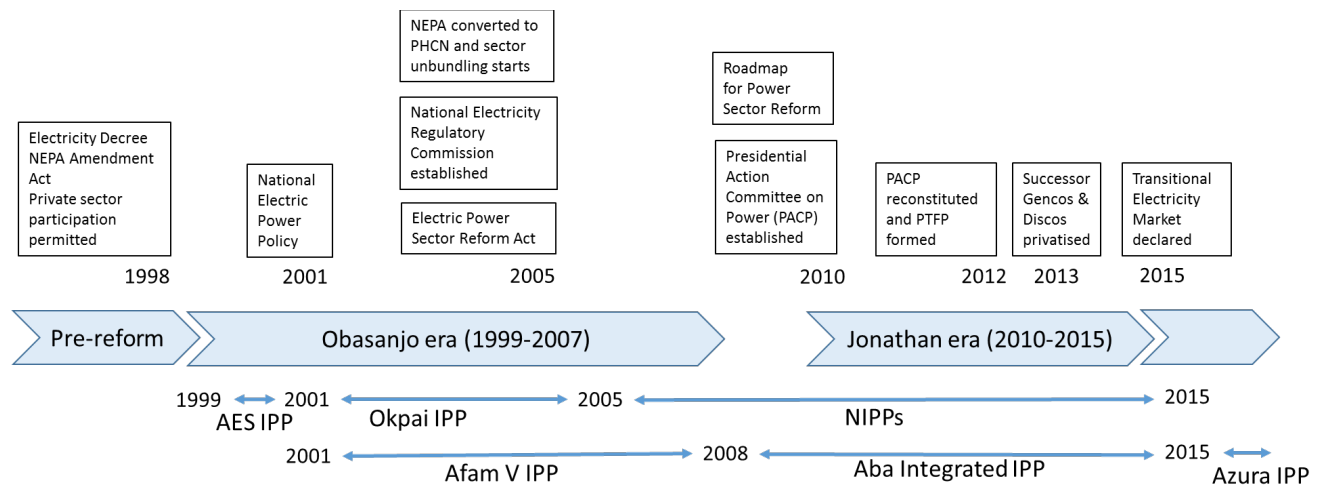 NEPA converted to
PHCN and sector
unbundling starts
Roadmap
for Power
Sector Reform
National Electricity
Regulatory
Commission
established
Electricity Decree
NEPA Amendment
Act
Private sector
participation
permitted
National
Electric
Power
Policy
Electric Power
Sector Reform Act
Presidential
Action
Committee on
Power (PACP)
established
PACP
reconstituted
and PTFP
formed
Successor
Gencos &
Discos
privatised
Transitional
Electricity
Market
declared
1998
2001
2005
2010
2012
2013
2015
Pre-reform
Obasanjo era (1999-2007)
Jonathan era (2010-2015)
1999
2001
2005
2015
AES IPP
Okpai IPP
NIPPs
2001
2008
2015
Afam V IPP
Aba Integrated IPP
Azura IPP